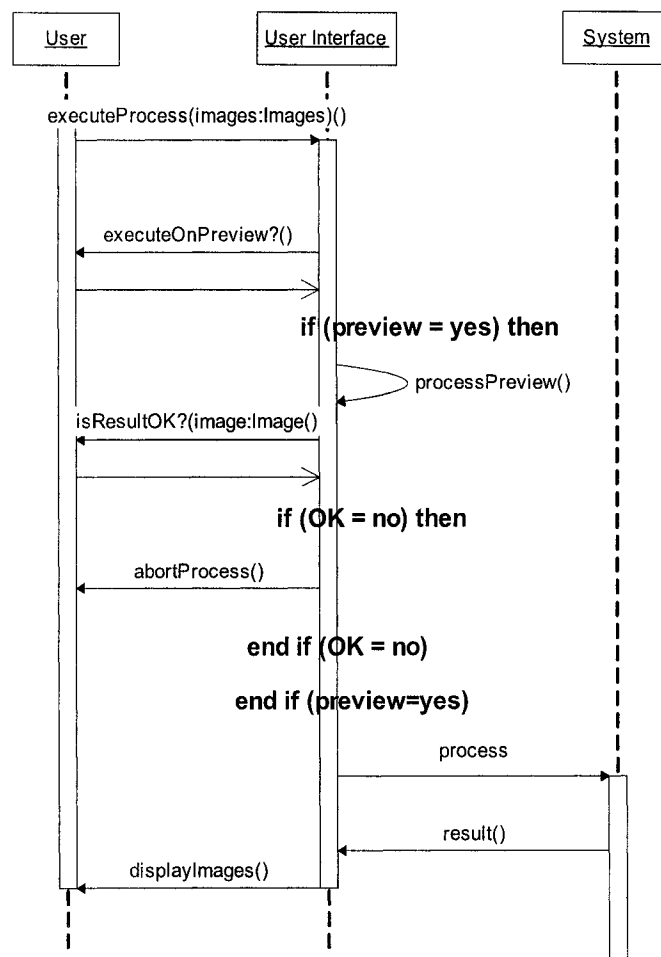 User
User Interface
System
executeProcess(images:Images)()
executeOnPreview?()
if (preview = yes) then
processPreview()
isResultOK?(image:Image()
if (OK = no) then
abortProcess()
end if (OK = no)
end if (preview=yes)
process
result()
displayImages()